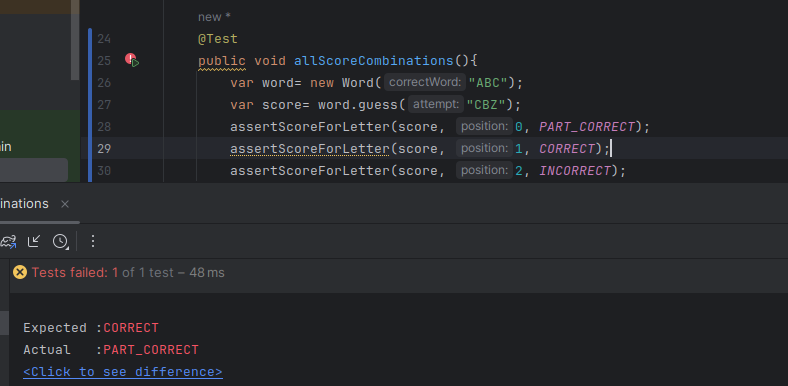 new *
24 @Test
25 public void allScoreCombinations(){
26 var word= new Word( correctWord: "ABC");
27 var score= word.guess( attempt: "CBZ");
28 assertScoreForLetter(score, position: 0, PART_CORRECT);
in
29 assertScoreForLetter(score, position: 1, CORRECT);
30 assertScoreForLetter(score, position: 2, INCORRECT);
inations ×
Tests failed: 1 of 1 test – 48 ms
Expected :CORRECT
Actual :PART_CORRECT
<Click to see difference>